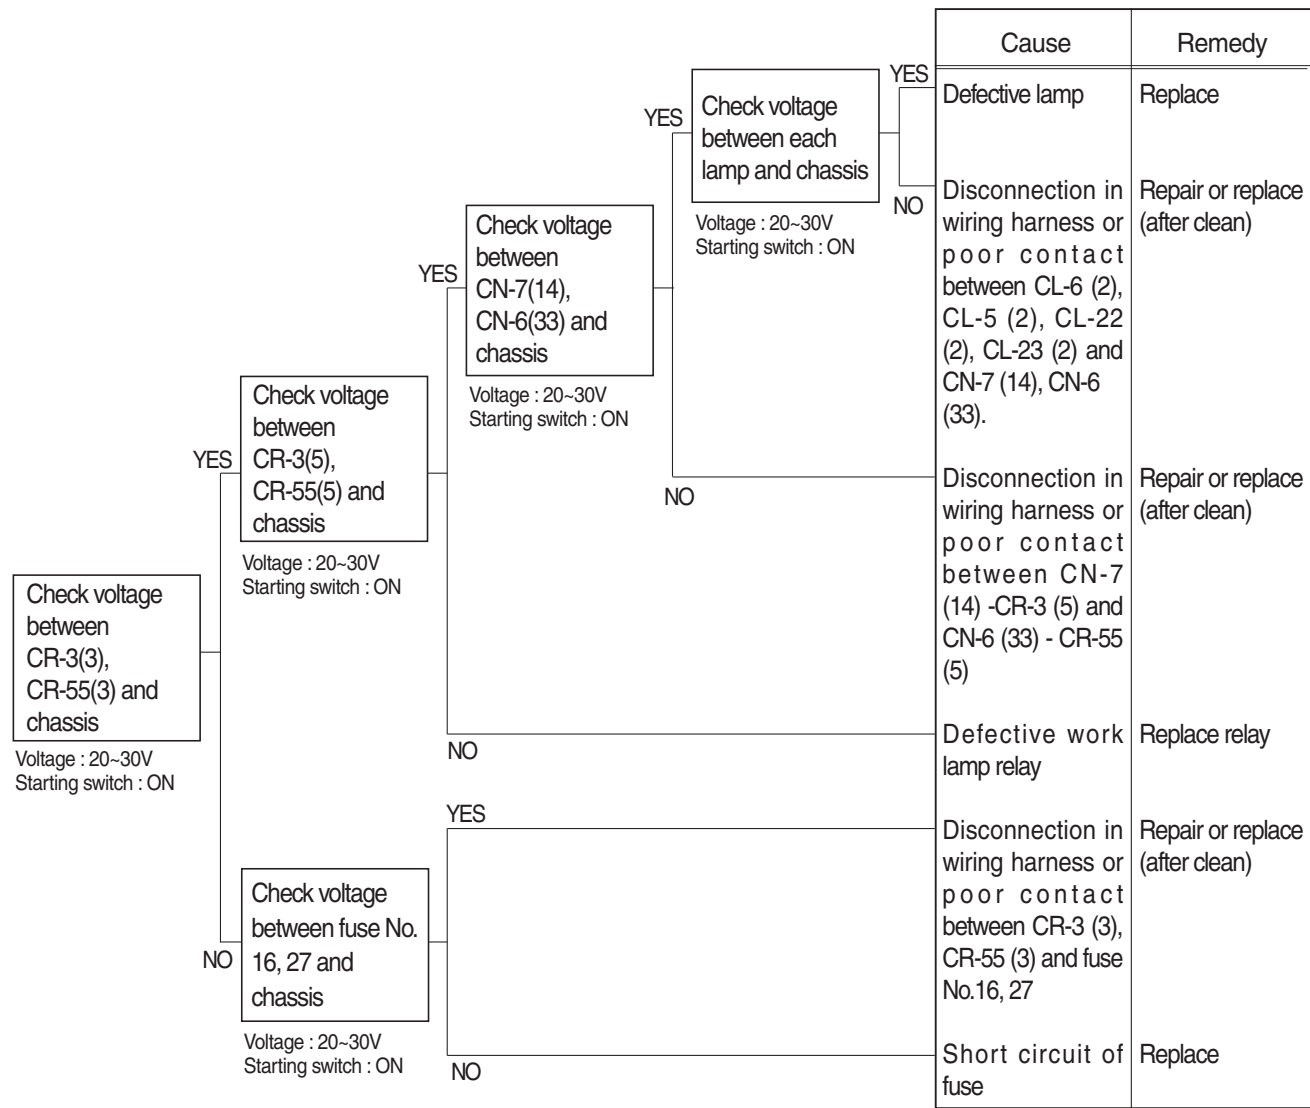 Cause
Remedy
YES
Defective lamp
Replace
Check voltage
between each
lamp and chassis
YES
NO
Voltage : 20~30V
Starting switch : ON
Disconnection in
wiring harness or
poor contact
between CL-6 (2),
CL-5 (2), CL-22
(2), CL-23 (2) and
CN-7 (14), CN-6
(33).
Repair or replace
(after clean)
Check voltage
between
CN-7(14),
CN-6(33) and
chassis
YES
Voltage : 20~30V
Starting switch : ON
NO
Disconnection in
wiring harness or
poor contact
between CN-7
(14) -CR-3 (5) and
CN-6 (33) - CR-55
(5)
Repair or replace
(after clean)
Check voltage
between
CR-3(5),
CR-55(5) and
chassis
YES
Voltage : 20~30V
Starting switch : ON
NO
Defective work
lamp relay
Replace relay
Check voltage
between
CR-3(3),
CR-55(3) and
chassis
Voltage : 20~30V
Starting switch : ON
YES
Disconnection in
wiring harness or
poor contact
between CR-3 (3),
CR-55 (3) and fuse
No.16, 27
Repair or replace
(after clean)
NO
Check voltage
between fuse No.
16, 27 and
chassis
Voltage : 20~30V
Starting switch : ON
NO
Short circuit of
fuse
Replace